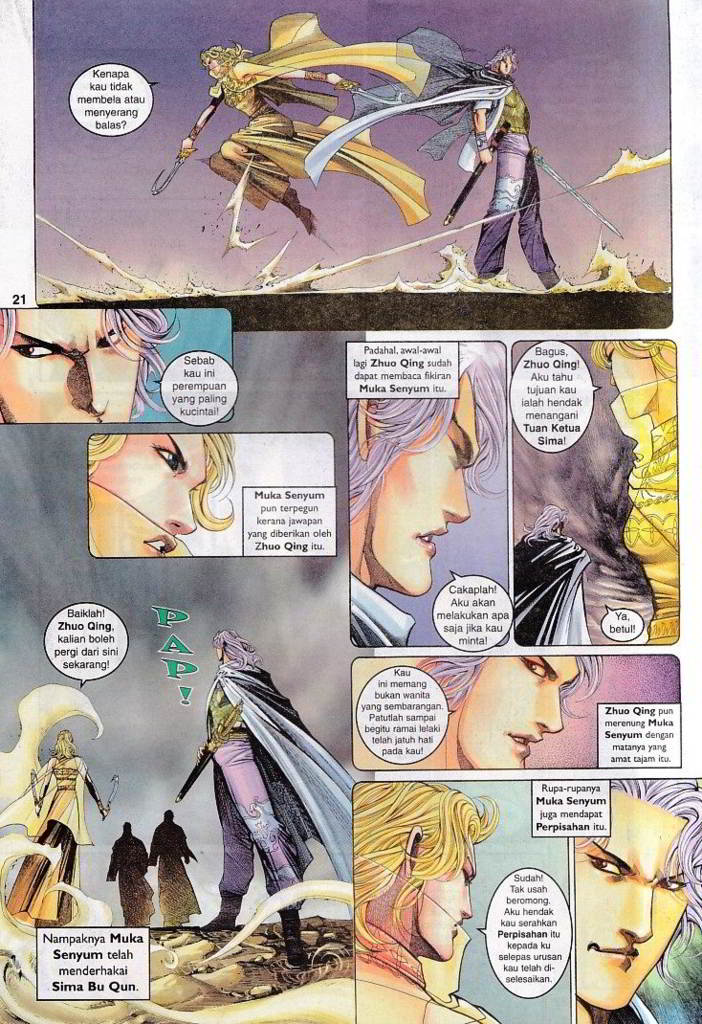 Kenapa
kau tidak
membela atau
menyerang
balas?
21
Sebab
kau ini
perempuan
yang paling
kucintai!
Muka Senyum
pun terpegun
kerana jawapan
yang diberikan oleh
Zhuo Qing itu.
Padahal, awal-awal
lagi Zhuo Qing sudah
dapat membaca fikiran
Muka Senyum itu.
Cakaplah!
Aku akan
melakukan apa
saja jika kau
minta!
Bagus,
Zhuo Qing!
Aku tahu
tujuan kau
ialah hendak
menangani
Tuan Ketua
Sima!
Ya,
betul!
Baiklah!
Zhuo Qing,
kalian boleh
pergi dari sini
sekarang!
PAP!
Nampaknya Muka
Senyum telah
menderhakai
Sima Bu Qun.
Kau
ini memang
bukan wanita
yang sembarangan.
Patutlah sampai
begitu ramai lelaki
telah jatuh hati
pada kau!
Zhuo Qing pun
merenung Muka
Senyum dengan
matanya yang
amat tajam itu.
Rupa-rupanya
Muka Senyum
juga mendapat
Perpisahan itu.
Sudah!
Tak usah
beromong.
Aku hendak
kau serahkan
Perpisahan itu
kepada ku
selepas urusan
kau telah di-
selesaikan.